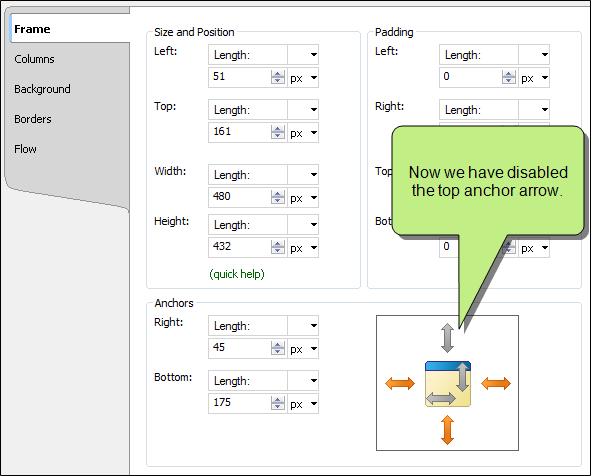 Frame
Columns
Background
Borders
Flow
Size and Position
Left:
Length:
51
px
Top:
Length:
161
px
Width:
Length:
480
px
Height:
Length:
432
px
(quick help)
Padding
Left:
Length:
0
px
Right:
Length:
0
px
Now we have disabled
the top anchor arrow.
Anchors
Right:
Length:
45
px
Bottom:
Length:
175
px